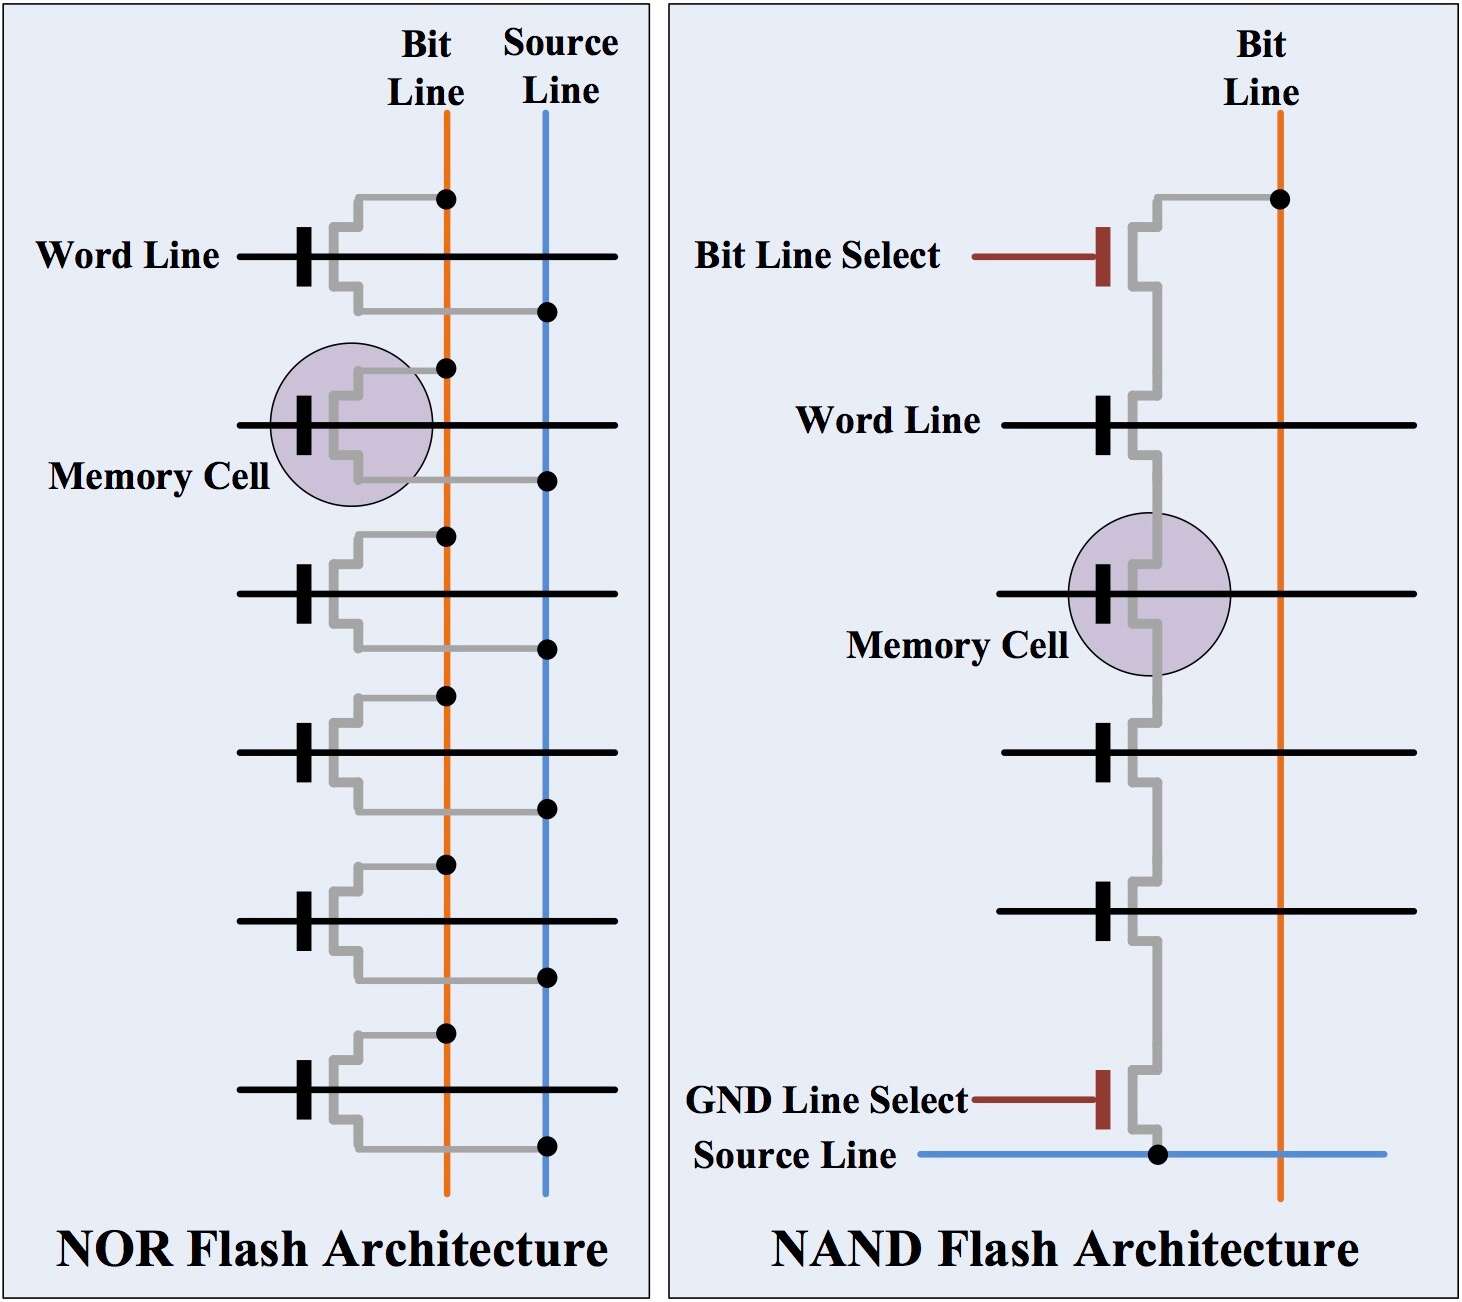 Bit
Line
Source
Line
Word Line
Memory Cell
NOR Flash Architecture
Bit
Line
Bit Line Select
Word Line
Memory Cell
GND Line Select
Source Line
NAND Flash Architecture